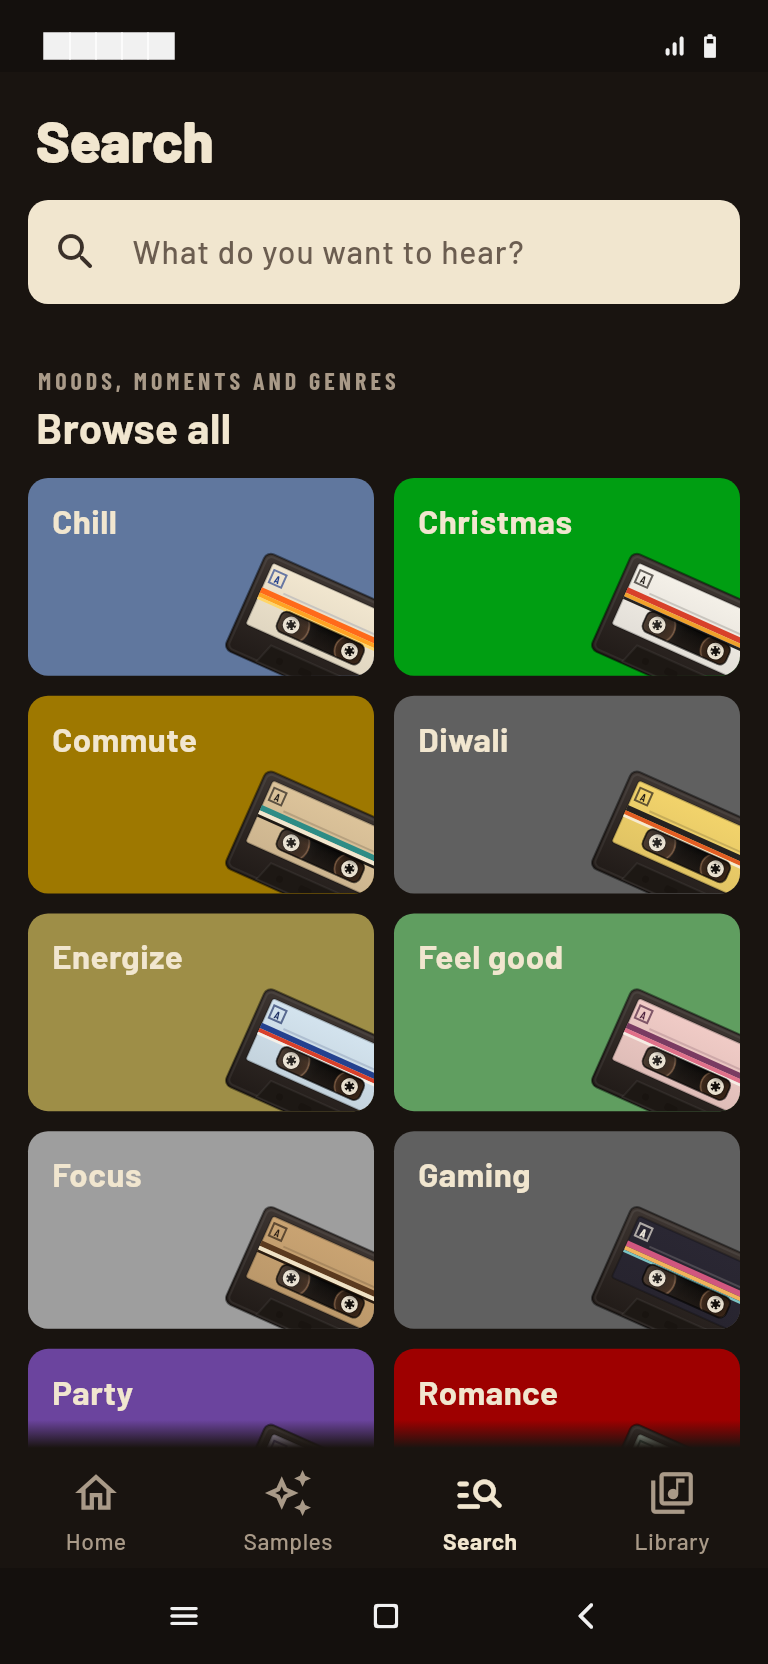 Search
What do you want to hear?
MOODS, MOMENTS AND GENRES
Browse all
Chill
A
Christmas
A
Commute
A
Diwali
A
Energize
A
Feel good
A
Focus
A
Gaming
A
Party
Romance
Home
Samples
Search
Library